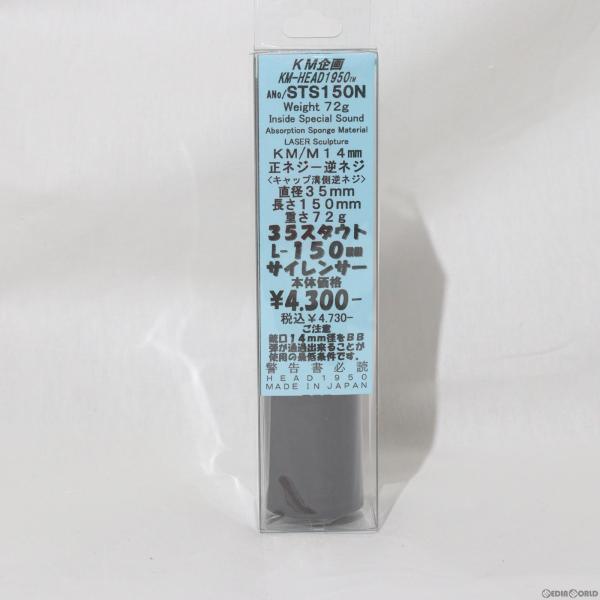 KM企画
KM-HEAD1950TM
ANo/STS150N
Weight 72g
Inside Special Sound
Absorption Sponge Material
LASER Sculpture
KM/M14mm
正ネジー逆ネジ
<キャップ溝側逆ネジ>
直径35mm
長さ150mm
重さ72g
35スタウト
L-150mm
サイレンサー
本体価格
¥4.300-
税込¥4.730-
ご注意
銃口14mm径をBB
弾が通過出来ることが
使用の最低条件です。
警告書必読
HEAD1950
MADE IN JAPAN
©MEDIAWORLD